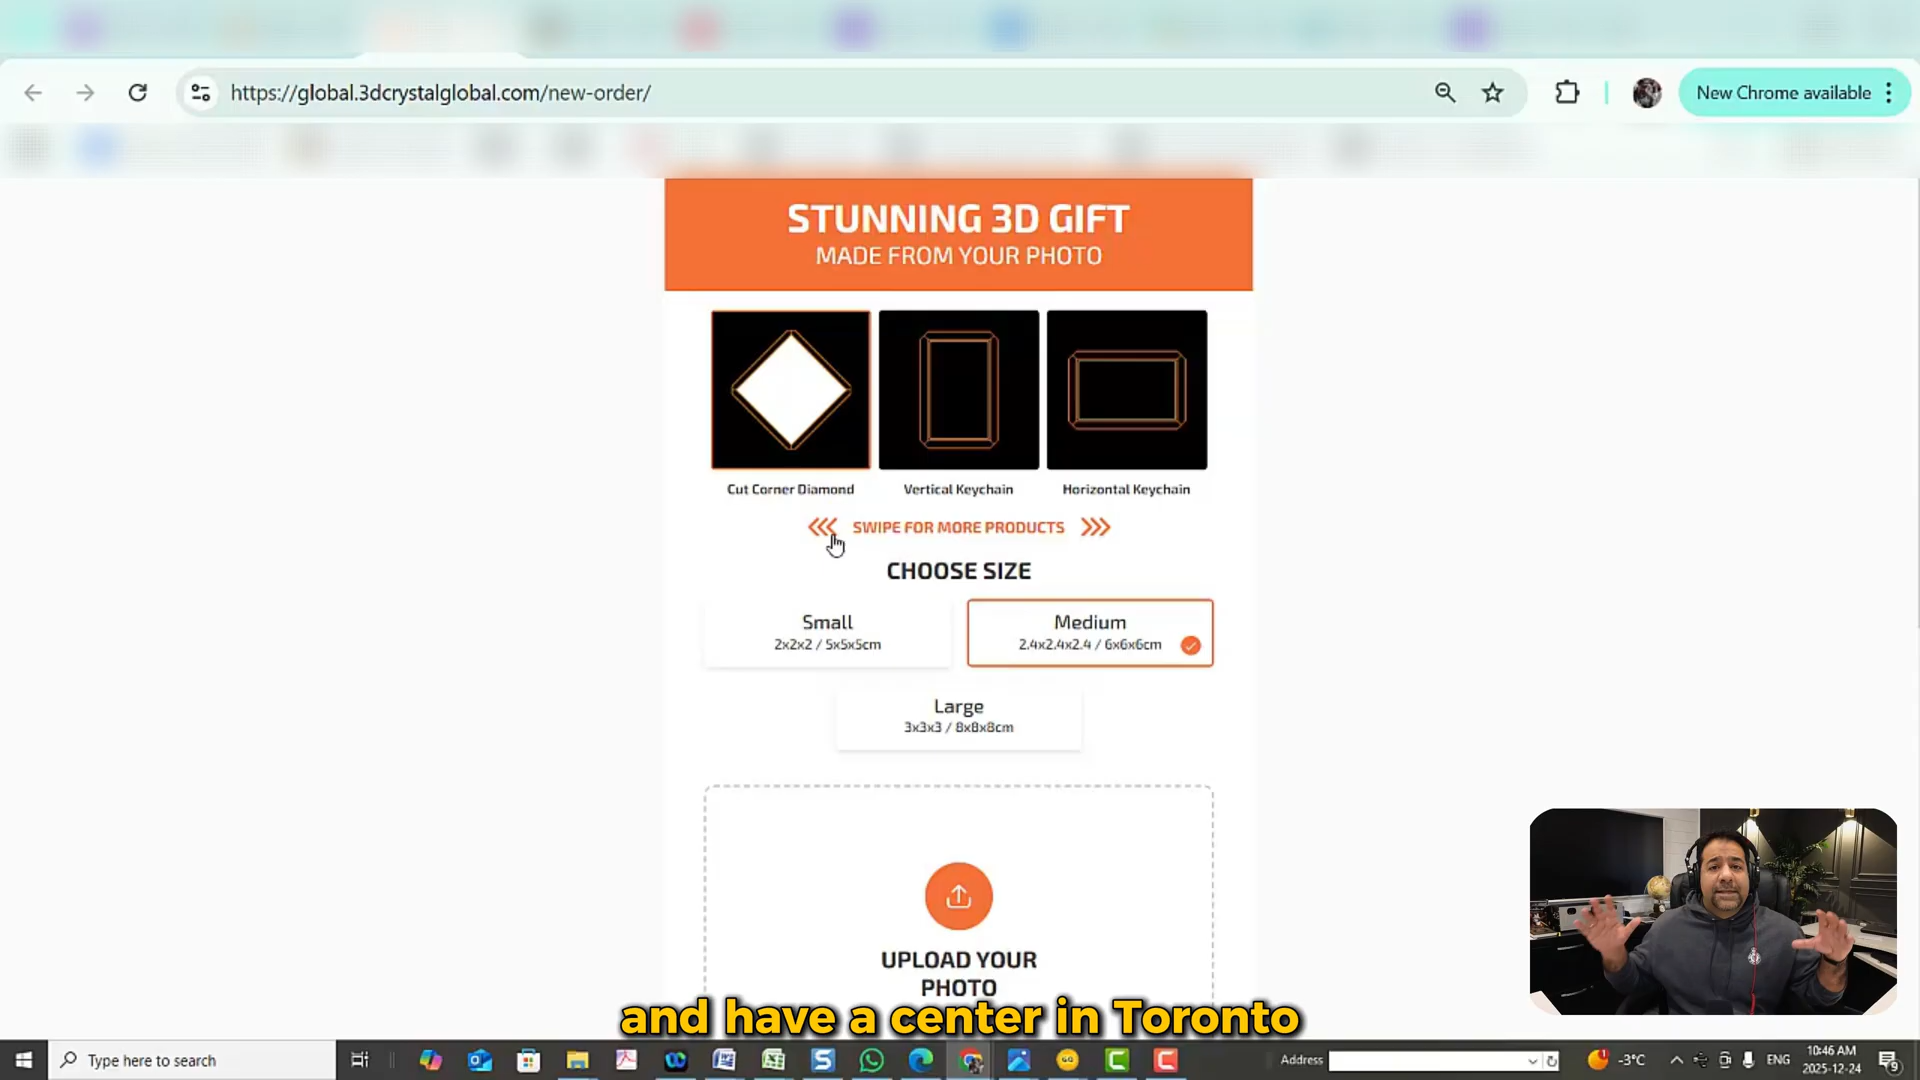 https://global.3dcrystalglobal.com/new-order/
New Chrome available
STUNNING 3D GIFT
MADE FROM YOUR PHOTO
Cut Corner Diamond
Vertical Keychain
Horizontal Keychain
SWIPE FOR MORE PRODUCTS
CHOOSE SIZE
Small
2x2x2 / 5x5x5cm
Medium
2.4x2.4x2.4 / 6x6x6cm
Large
3x3x3 / 8x8x8cm
UPLOAD YOUR
PHOTO
and have a center in Toronto
Type here to search
Address
-3°C
ENG
10:46 AM
2025-12-24